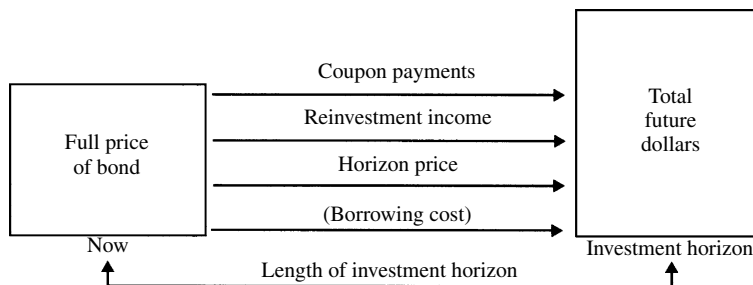 Full price
of bond
Coupon payments
Reinvestment income
Horizon price
(Borrowing cost)
Total
future
dollars
Now
Investment horizon
Length of investment horizon